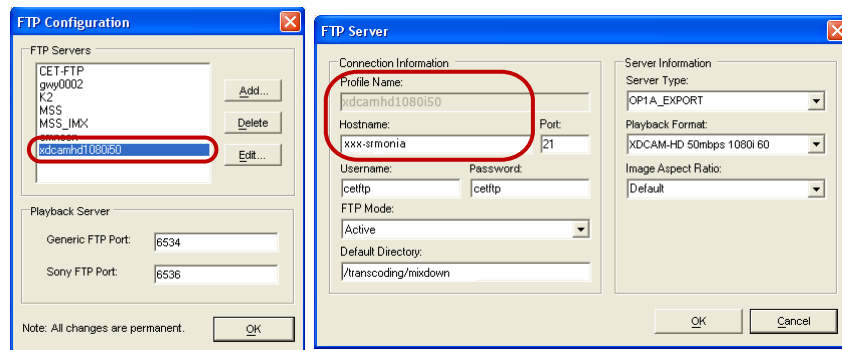 FTP Configuration
FTP Servers
CET-FTP
gwy0002
K2
MSS
MSS_IMX
xdcamhd1080i50
Add...
Delete
Edit...
Playback Server
Generic FTP Port:
6534
Sony FTP Port:
6536
Note: All changes are permanent.
OK
FTP Server
Connection Information
Profile Name:
xdcamhd1080i50
Hostname:
Port:
xxx-srmonia
21
Username:
Password:
cetftp
cetftp
FTP Mode:
Active
Default Directory:
/transcoding/mixdown
Server Information
Server Type:
OP1A_EXPORT
Playback Format:
XDCAM-HD 50mbps 1080i 60
Image Aspect Ratio:
Default
OK
Cancel